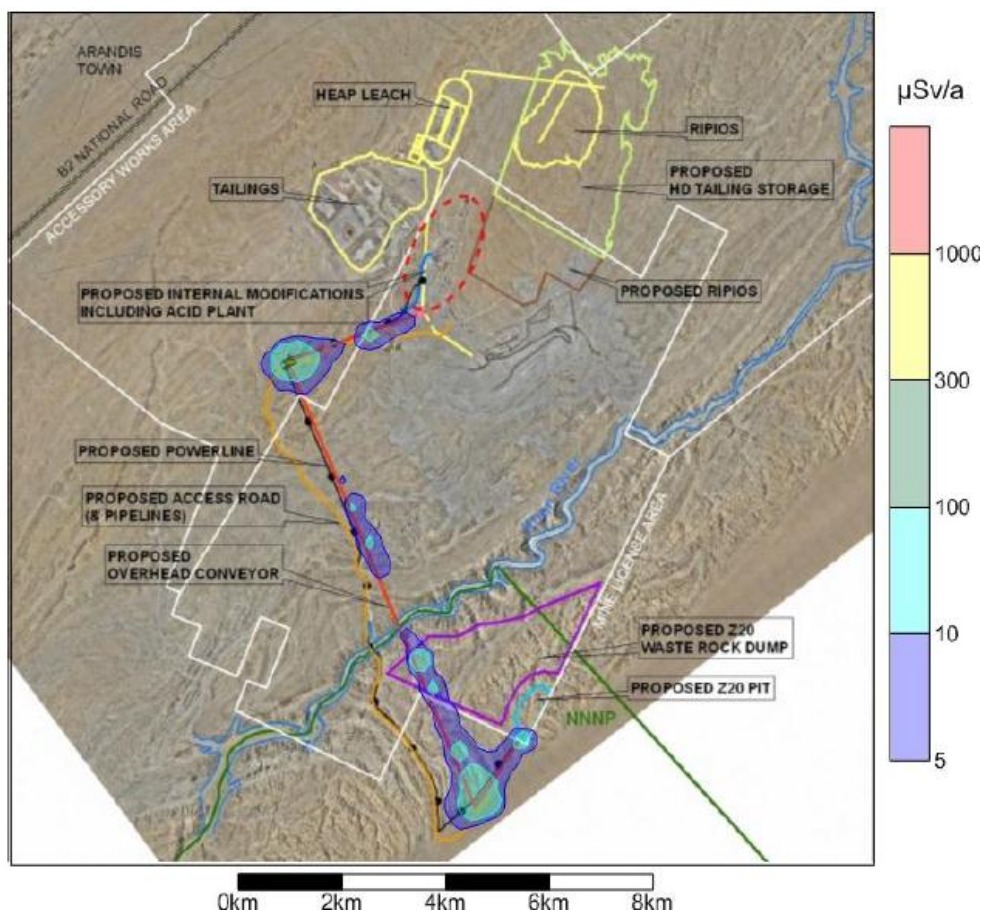 ARANDIS
TOWN
B2 NATIONAL ROAD
ACCESSORY WORKS AREA
HEAP LEACH
RIPIOS
TAILINGS
PROPOSED
HD TAILING STORAGE
PROPOSED INTERNAL MODIFICATIONS
INCLUDING ACID PLANT
PROPOSED RIPIOS
PROPOSED POWERLINE
PROPOSED ACCESS ROAD
(& PIPELINES)
PROPOSED
OVERHEAD CONVEYOR
River
MINE LICENSE AREA
PROPOSED Z20
WASTE ROCK DUMP
PROPOSED Z20 PIT
NNNP
µSv/a
1000
300
100
10
5
0km 2km 4km 6km 8km